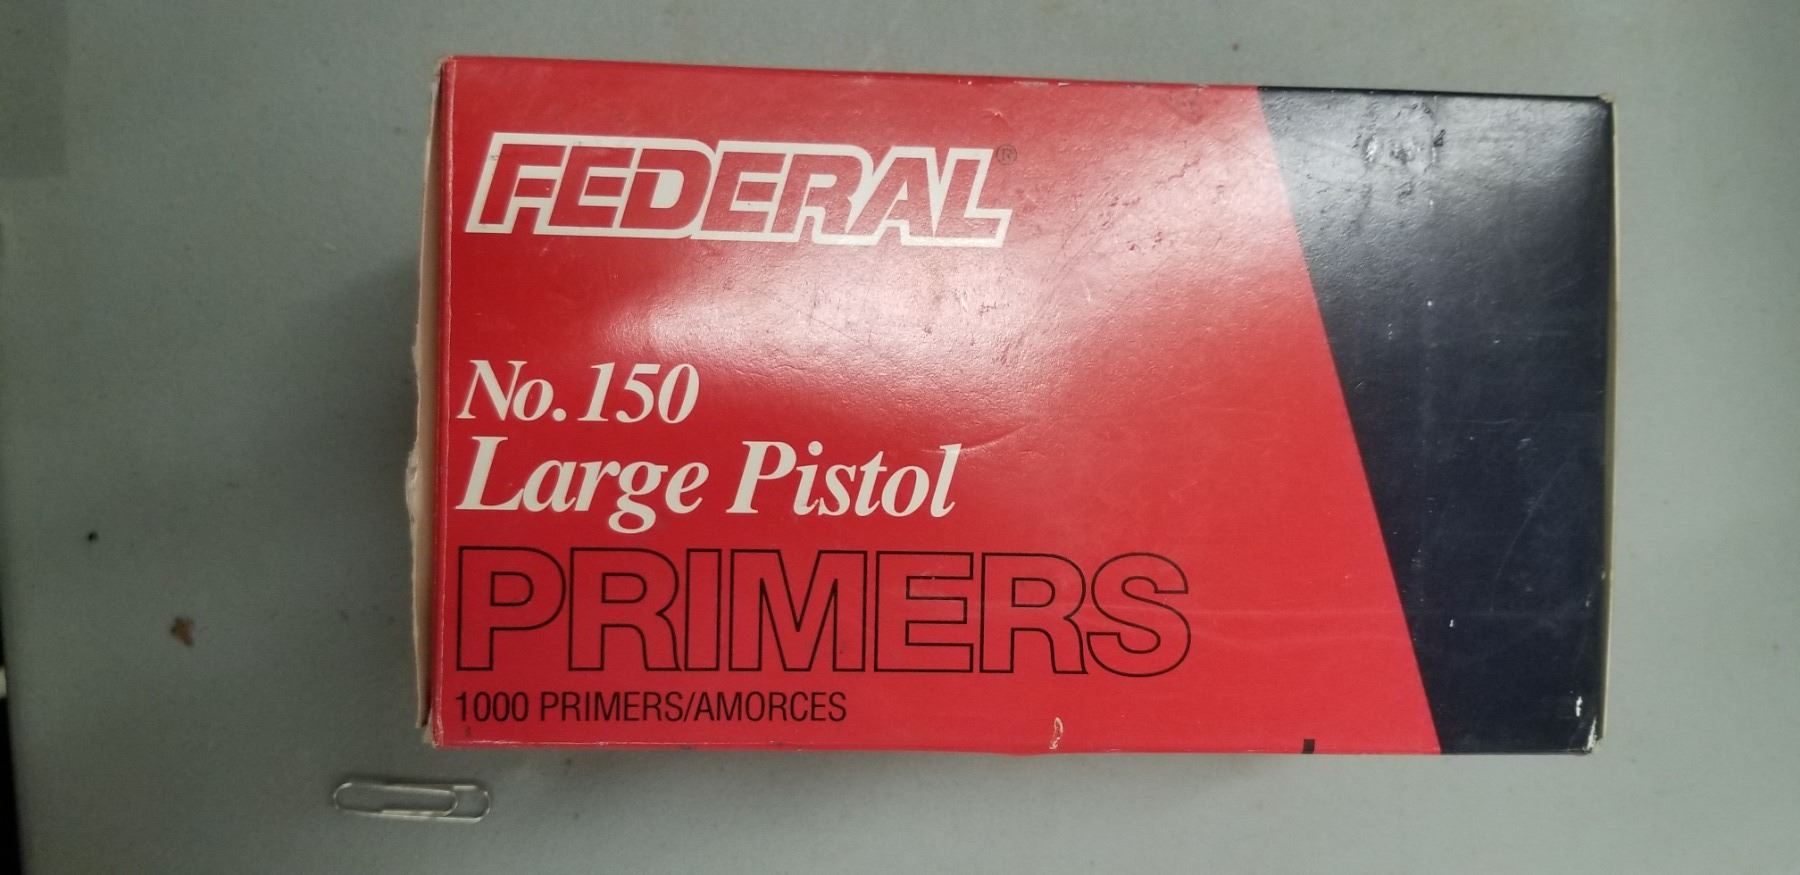 FEDERAL®
No. 150
Large Pistol
PRIMERS
1000 PRIMERS/AMORCES